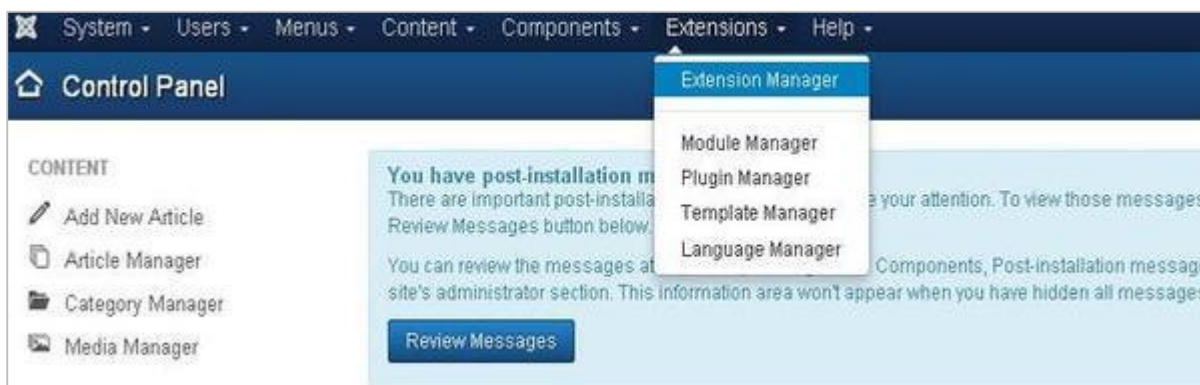 System Users Menus Content Components Extensions Help
Control Panel
Extension Manager
Module Manager
Plugin Manager
Template Manager
Language Manager
CONTENT
Add New Article
Article Manager
Category Manager
Media Manager
You have post-installation m
There are important post-installa e your attention. To view those messages
Review Messages button below.
You can review the messages at Components, Post-installation messag
site's administrator section. This information area won't appear when you have hidden all messages
Review Messages